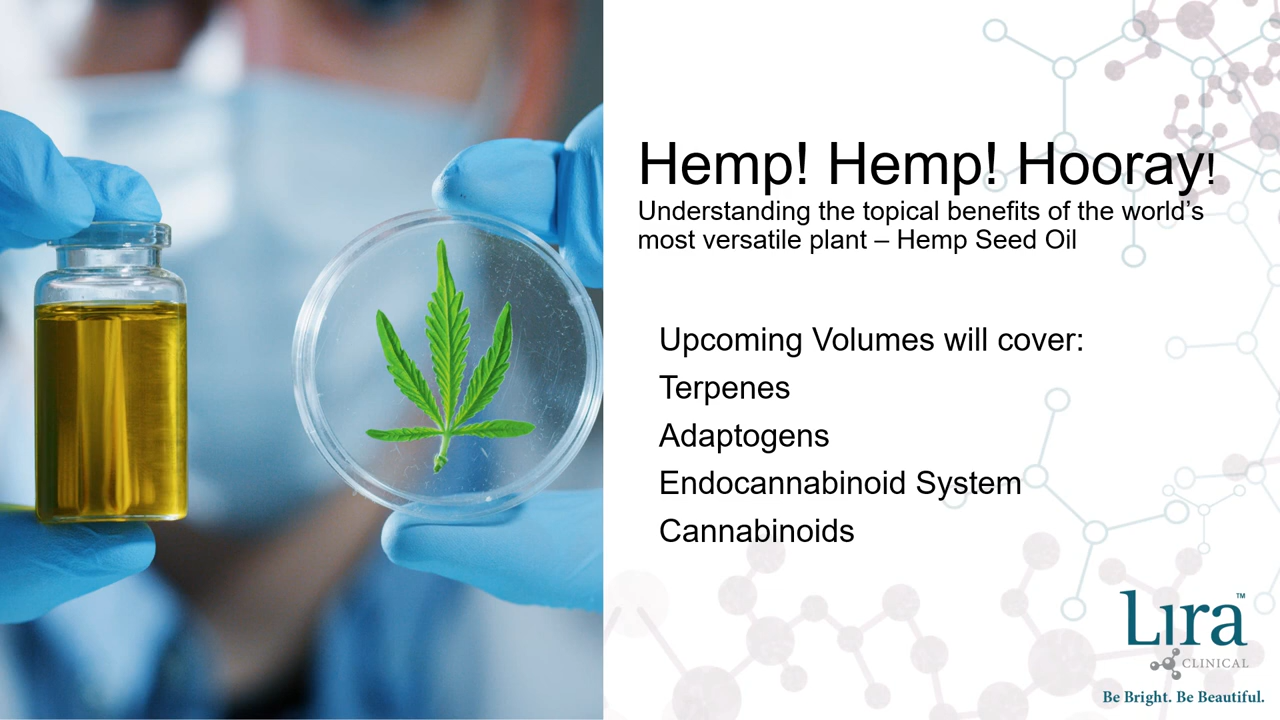 Hemp! Hemp! Hooray!
Understanding the topical benefits of the world’s
most versatile plant – Hemp Seed Oil
Upcoming Volumes will cover:
Terpenes
Adaptogens
Endocannabinoid System
Cannabinoids
Lira™
CLINICAL
Be Bright. Be Beautiful.